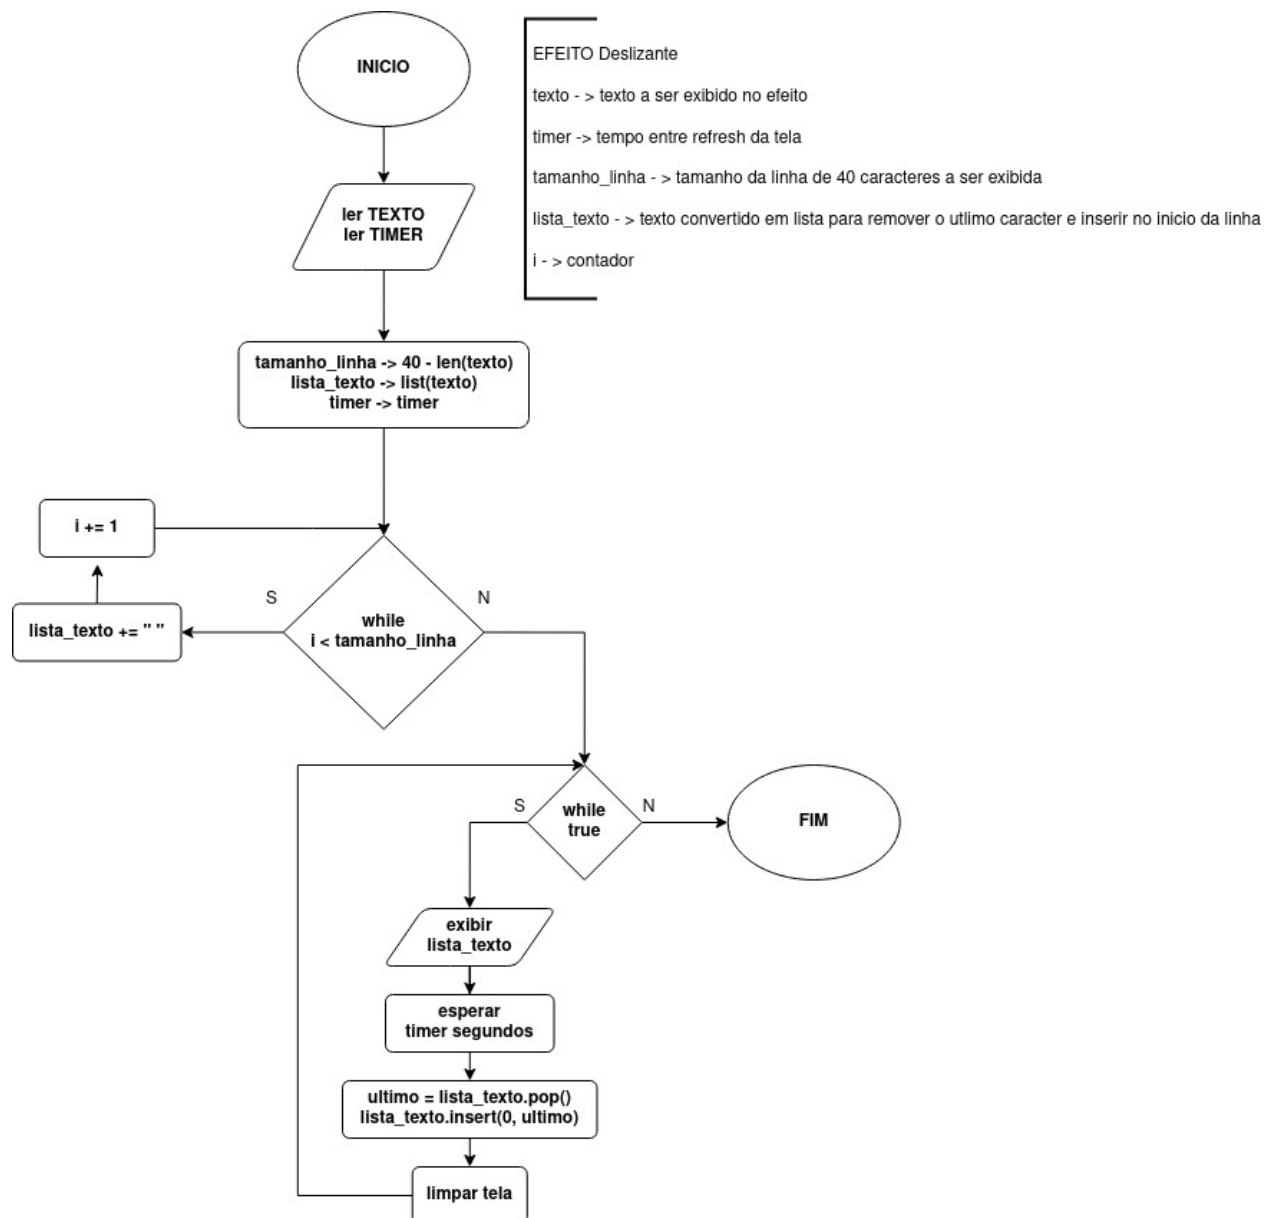 INICIO
EFEITO Deslizante
texto - > texto a ser exibido no efeito
timer -> tempo entre refresh da tela
tamanho_linha - > tamanho da linha de 40 caracteres a ser exibida
lista_texto - > texto convertido em lista para remover o utlimo caracter e inserir no inicio da linha
i - > contador
ler TEXTO
ler TIMER
tamanho_linha -> 40 - len(texto)
lista_texto -> list(texto)
timer -> timer
i += 1
S
N
while
i < tamanho_linha
lista_texto += " "
S
N
while
true
FIM
exibir
lista_texto
esperar
timer segundos
ultimo = lista_texto.pop()
lista_texto.insert(0, ultimo)
limpar tela